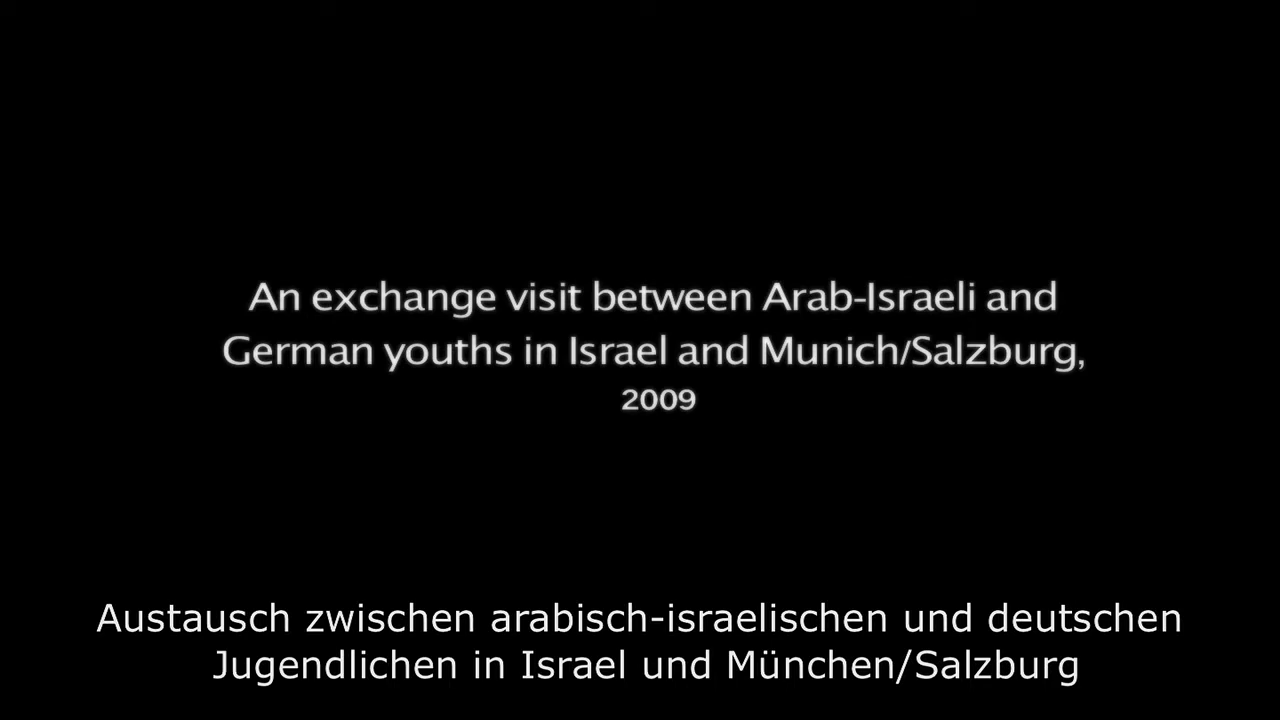 An exchange visit between Arab-Israeli and
German youths in Israel and Munich/Salzburg,
2009
Austausch zwischen arabisch-israelischen und deutschen
Jugendlichen in Israel und München/Salzburg